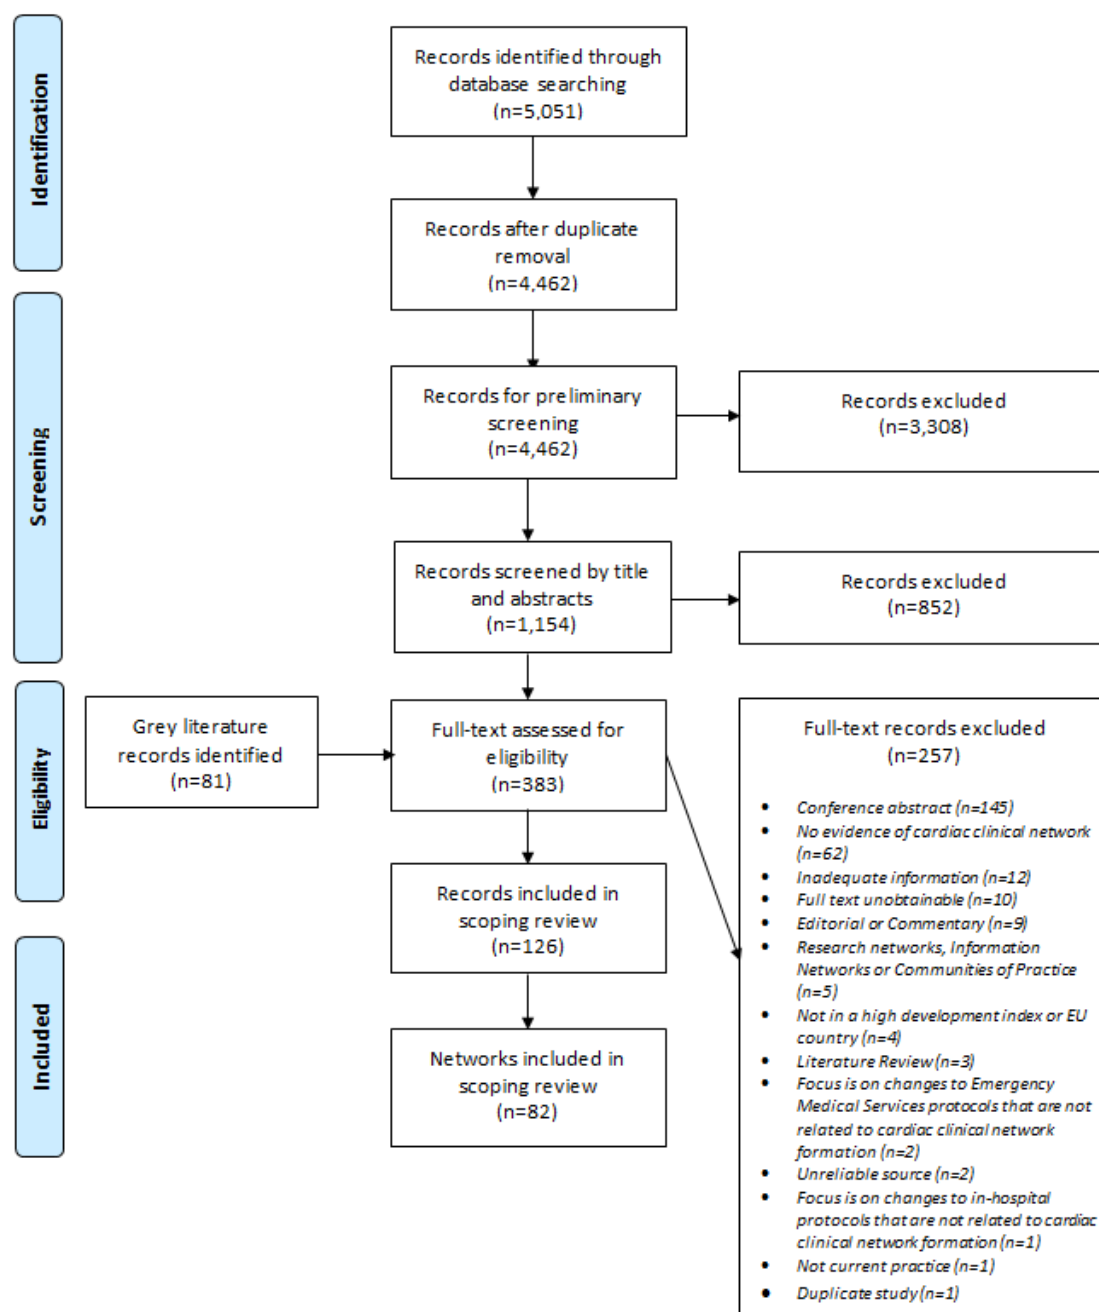 Identification
Records identified through
database searching
(n=5,051)
Records after duplicate
removal
(n=4,462)
Screening
Records for preliminary
screening
(n=4,462)
Records excluded
(n=3,308)
Records screened by title
and abstracts
(n=1,154)
Records excluded
(n=852)
Eligibility
Grey literature
records identified
(n=81)
Full-text assessed for
eligibility
(n=383)
Full-text records excluded
(n=257)
• Conference abstract (n=145)
• No evidence of cardiac clinical network
(n=62)
• Inadequate information (n=12)
• Full text unobtainable (n=10)
• Editorial or Commentary (n=9)
• Research networks, Information
Networks or Communities of Practice
(n=5)
• Not in a high development index or EU
country (n=4)
• Literature Review (n=3)
• Focus is on changes to Emergency
Medical Services protocols that are not
related to cardiac clinical network
formation (n=2)
• Unreliable source (n=2)
• Focus is on changes to in-hospital
protocols that are not related to cardiac
clinical network formation (n=1)
• Not current practice (n=1)
• Duplicate study (n=1)
Records included in
scoping review
(n=126)
Included
Networks included in
scoping review
(n=82)